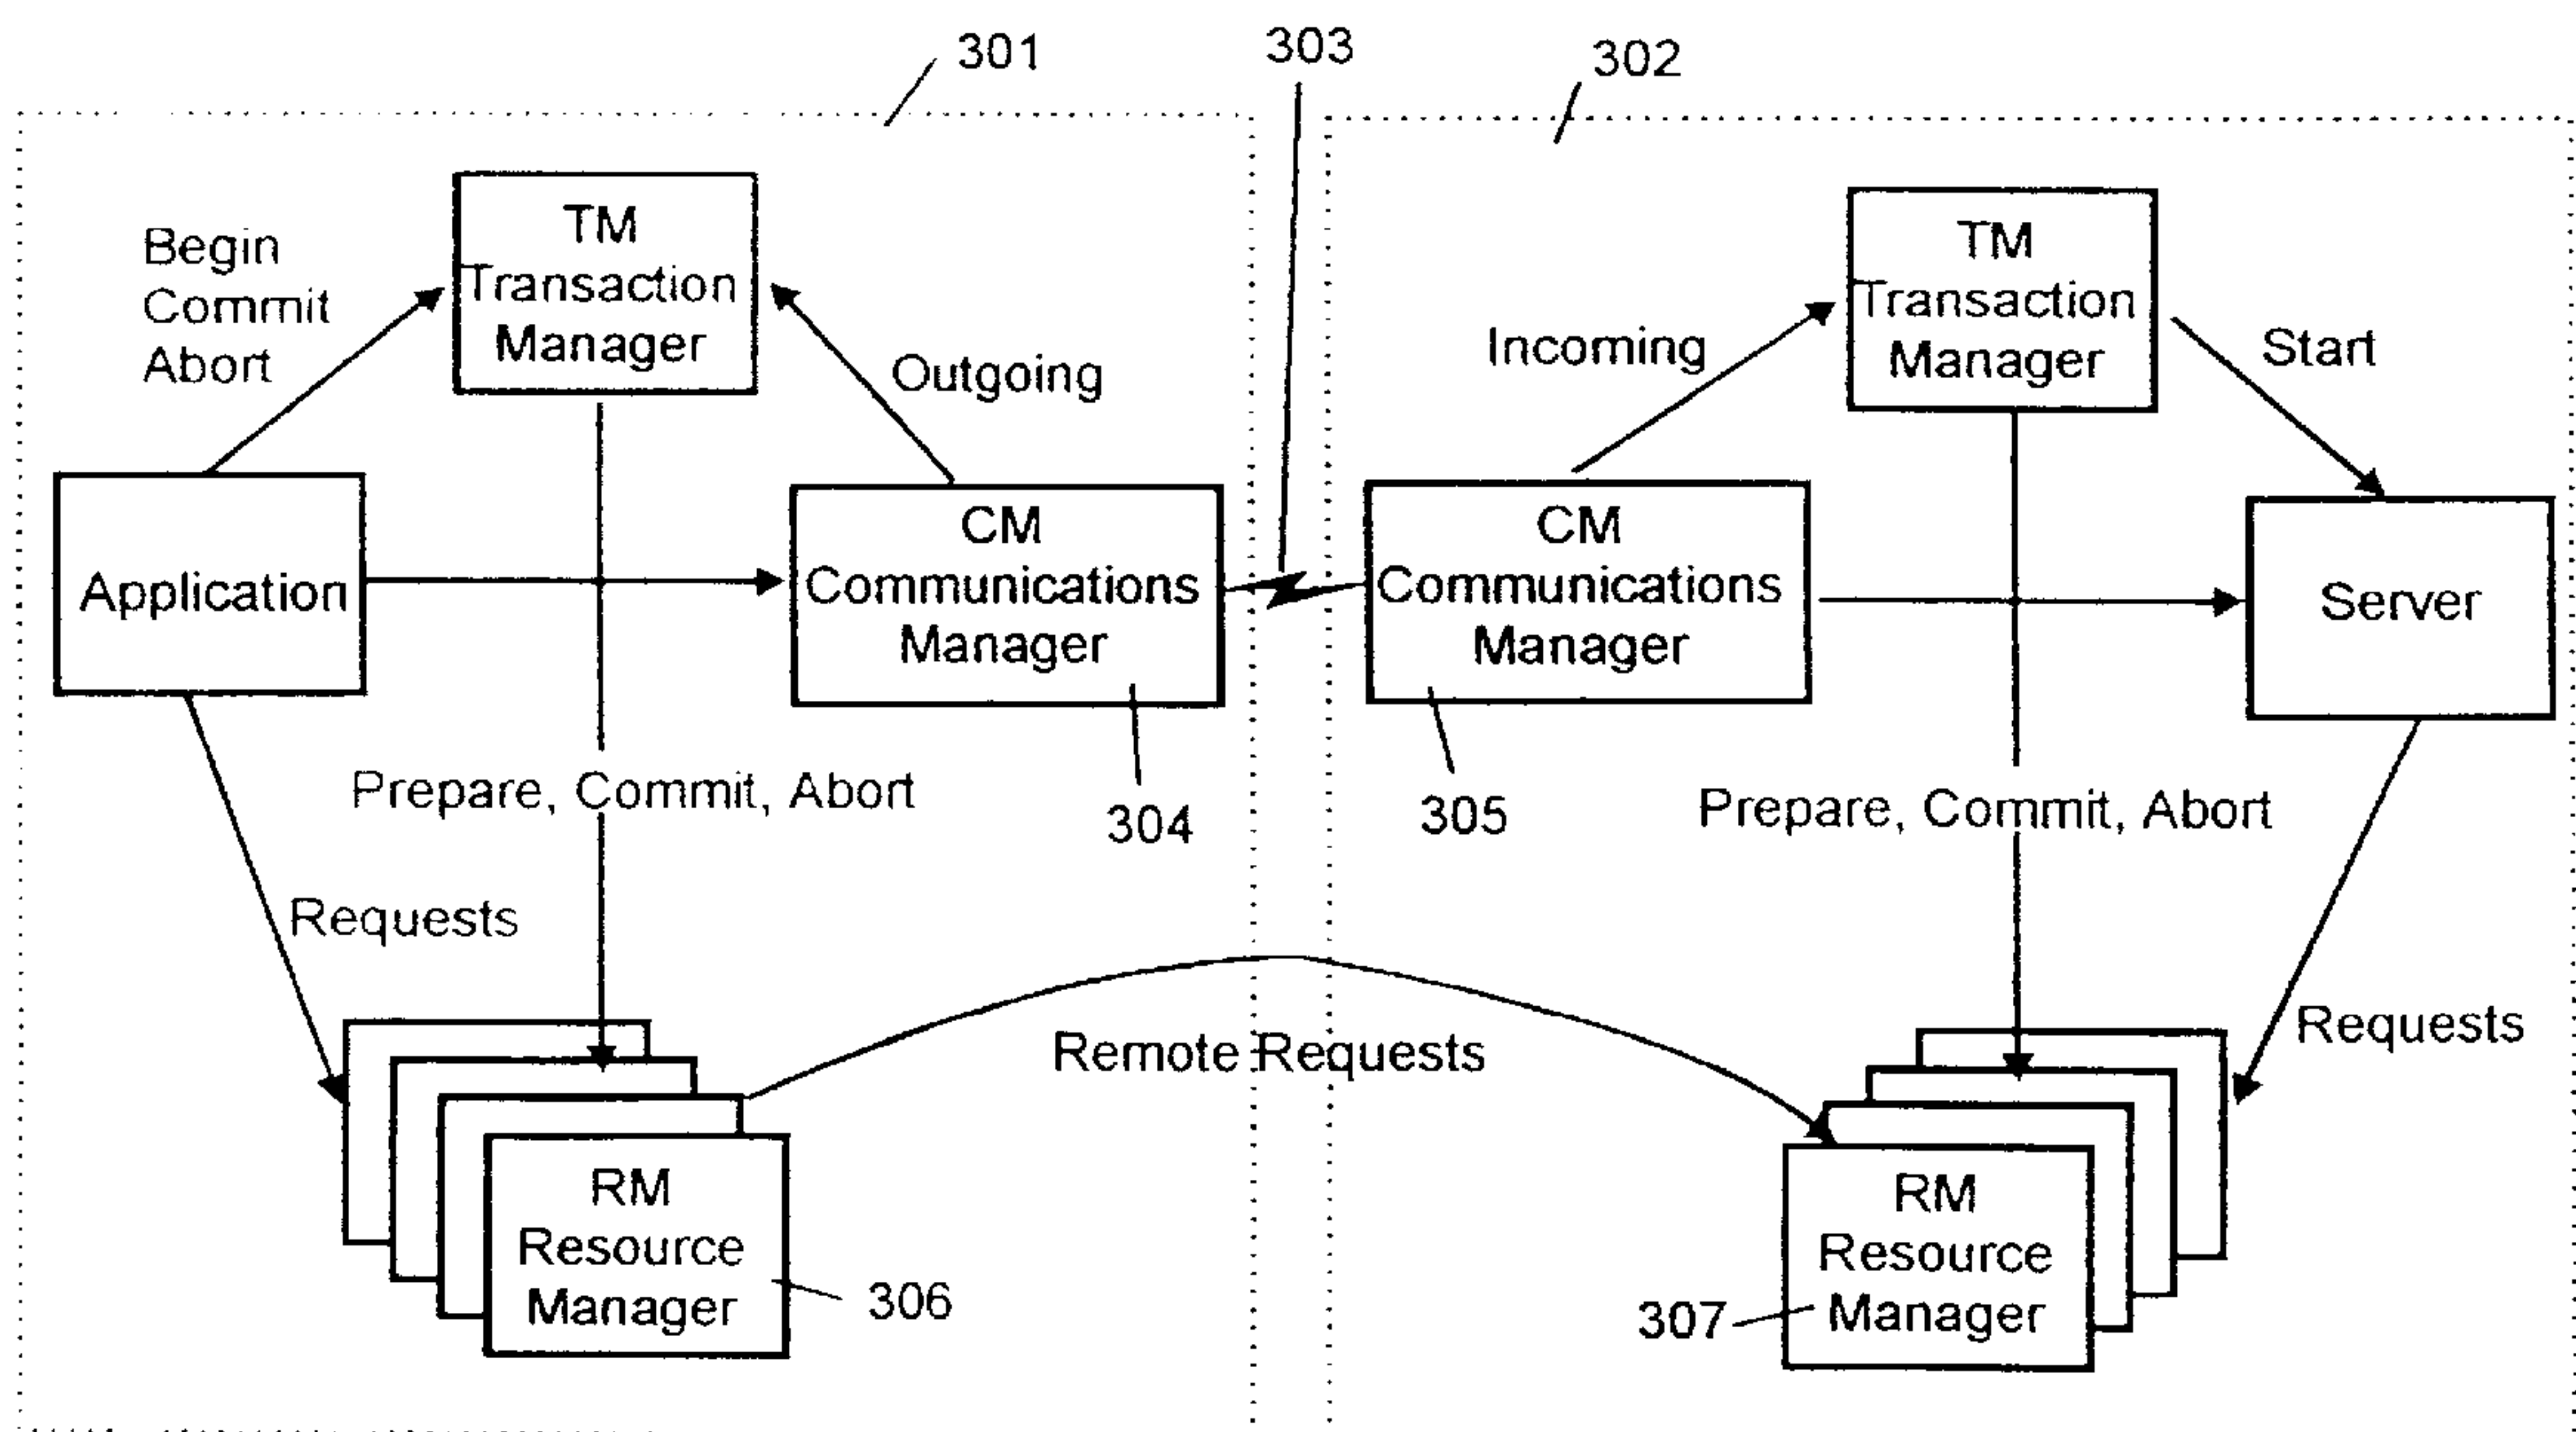 301
303
302
Begin
Commit
Abort
TM
Transaction
Manager
Outgoing
Incoming
TM
Transaction
Manager
Start
Application
CM
Communications
Manager
CM
Communications
Manager
Server
Prepare, Commit, Abort
304
305
Prepare, Commit, Abort
Requests
Remote Requests
Requests
RM
Resource
Manager
306
RM
Resource
Manager
307